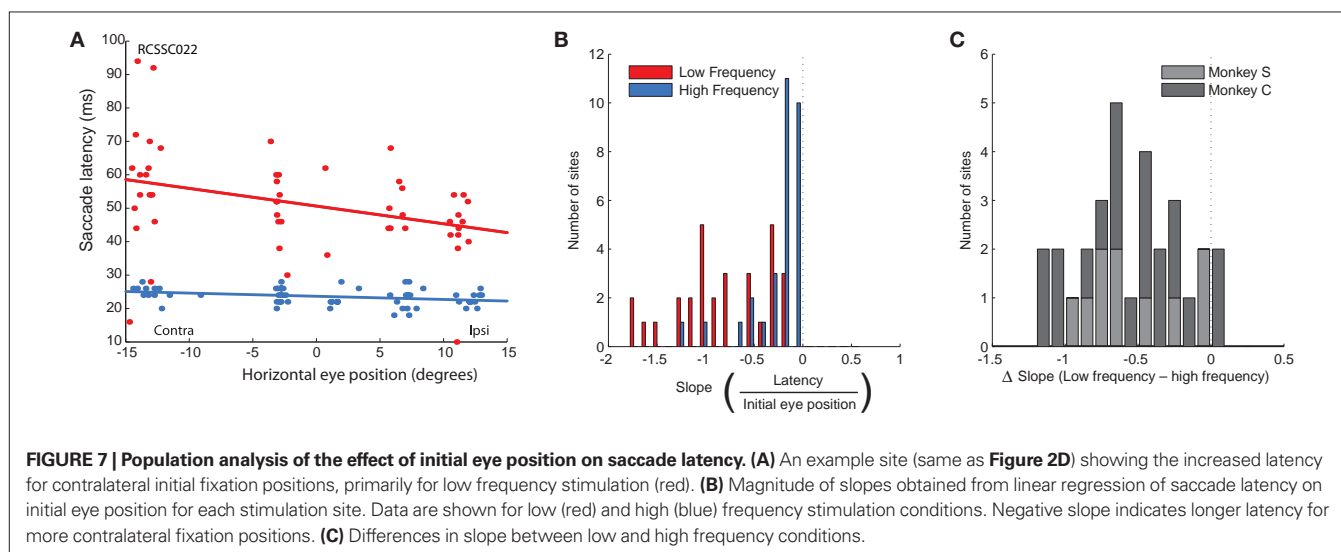 A
RCSSC022
100
90
80
70
60
50
40
30
20
10
Saccade latency (ms)
Contra
Ipsi
-15
-10
-5
0
5
10
15
Horizontal eye position (degrees)
B
Low Frequency
High Frequency
12
10
8
6
4
2
0
Number of sites
-2
-1.5
-1
-0.5
0
0.5
1
Slope ( Latency
Initial eye position )
C
Monkey S
Monkey C
6
5
4
3
2
1
0
Number of sites
-1.5
-1
-0.5
0
0.5
Δ Slope (Low frequency – high frequency)
FIGURE 7 | Population analysis of the effect of initial eye position on saccade latency. (A) An example site (same as Figure 2D) showing the increased latency
for contralateral initial fixation positions, primarily for low frequency stimulation (red). (B) Magnitude of slopes obtained from linear regression of saccade latency on
initial eye position for each stimulation site. Data are shown for low (red) and high (blue) frequency stimulation conditions. Negative slope indicates longer latency for
more contralateral fixation positions. (C) Differences in slope between low and high frequency conditions.